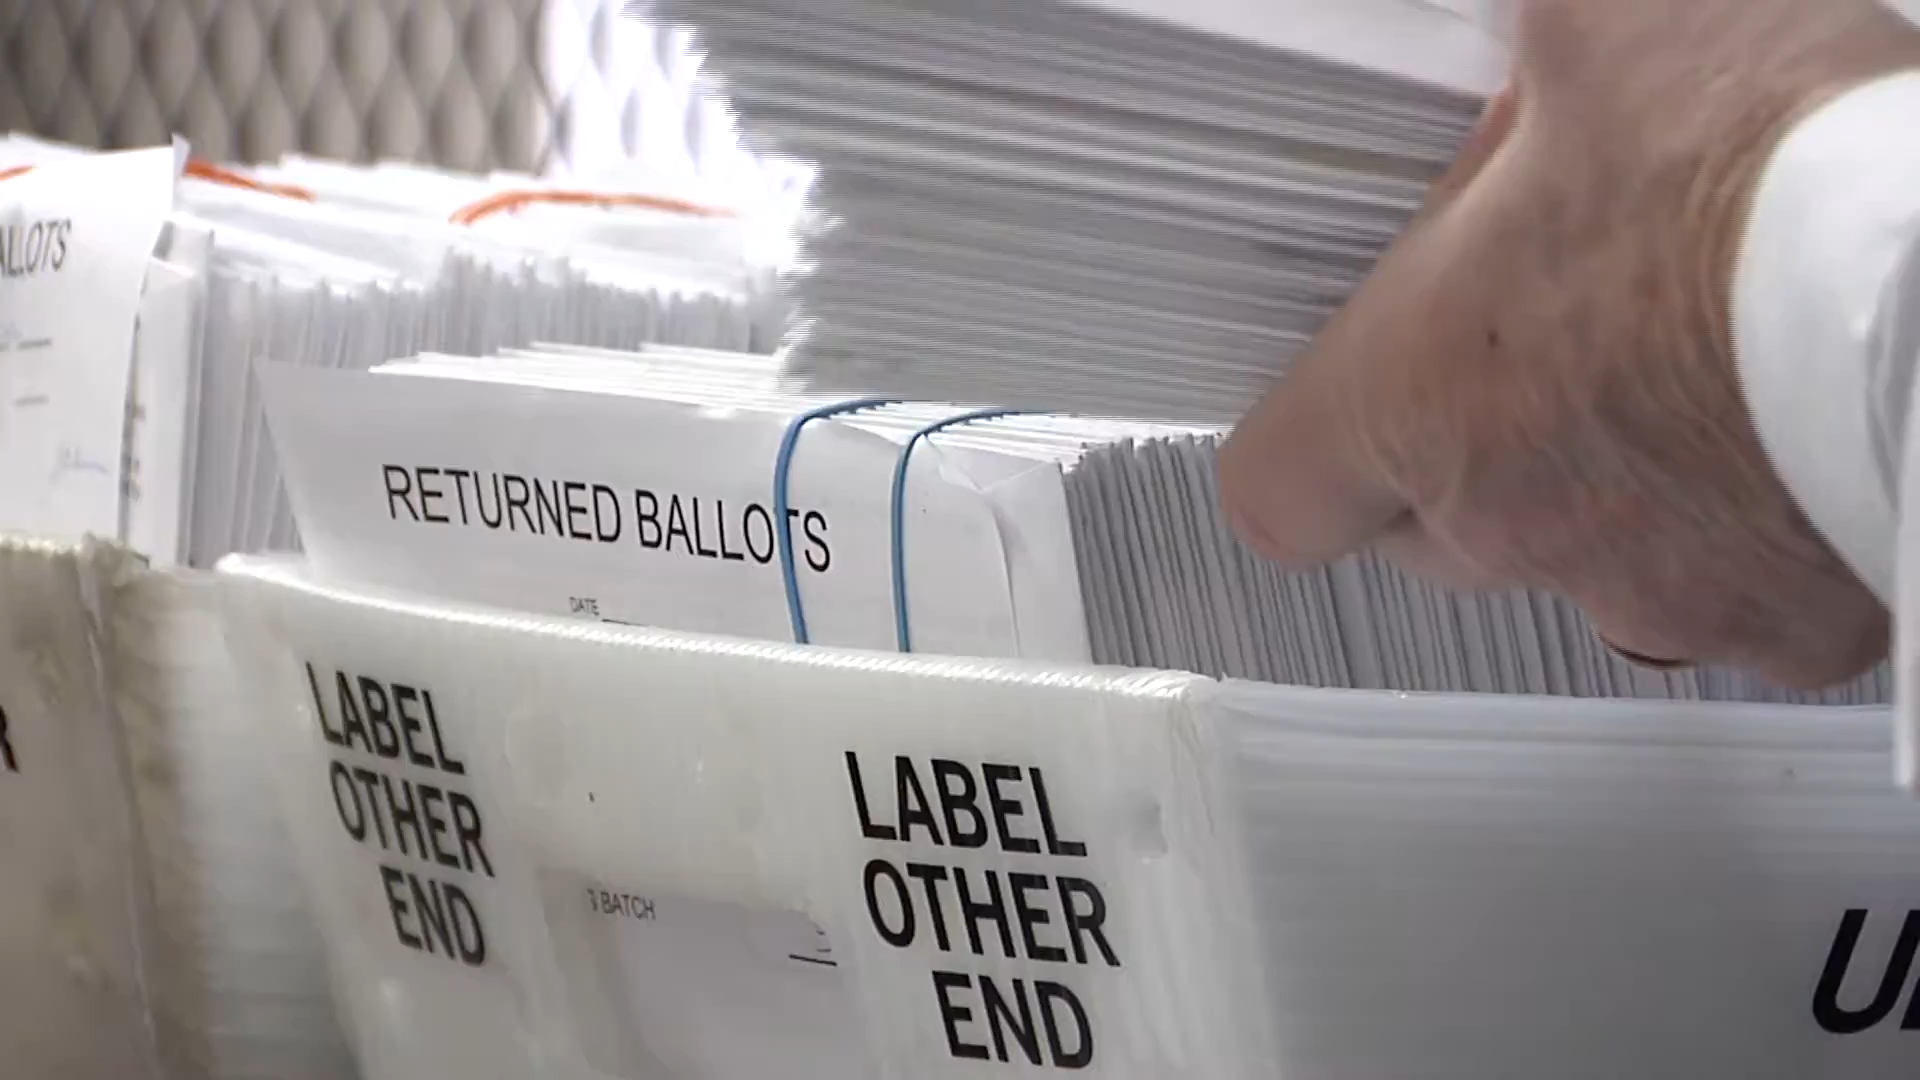 ALLOTS
RETURNED BALLOTS
DATE
LABEL
OTHER
END
LABEL
OTHER
END
BATCH
R
U